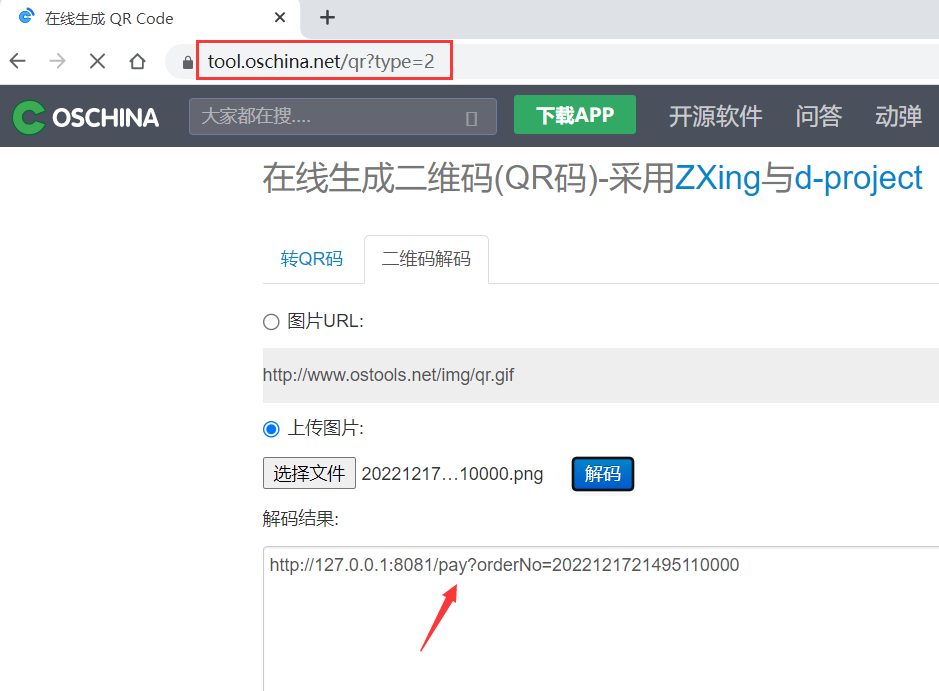 在线生成 QR Code
tool.oschina.net/qr?type=2
OSCHINA 大家都在搜.... 下载APP 开源软件 问答 动弹
在线生成二维码(QR码)-采用ZXing与d-project
转QR码 二维码解码
图片URL:
http://www.ostools.net/img/qr.gif
上传图片:
选择文件 20221217…10000.png 解码
解码结果:
http://127.0.0.1:8081/pay?orderNo=2022121721495110000